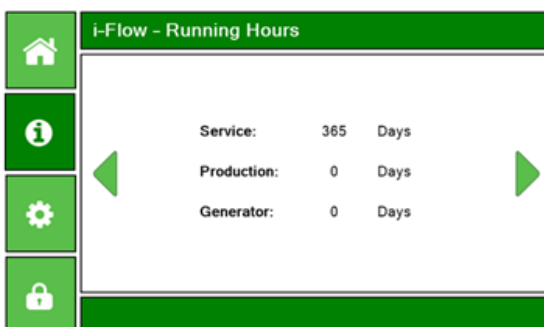 i-Flow – Running Hours
Service: 365 Days
Production: 0 Days
Generator: 0 Days